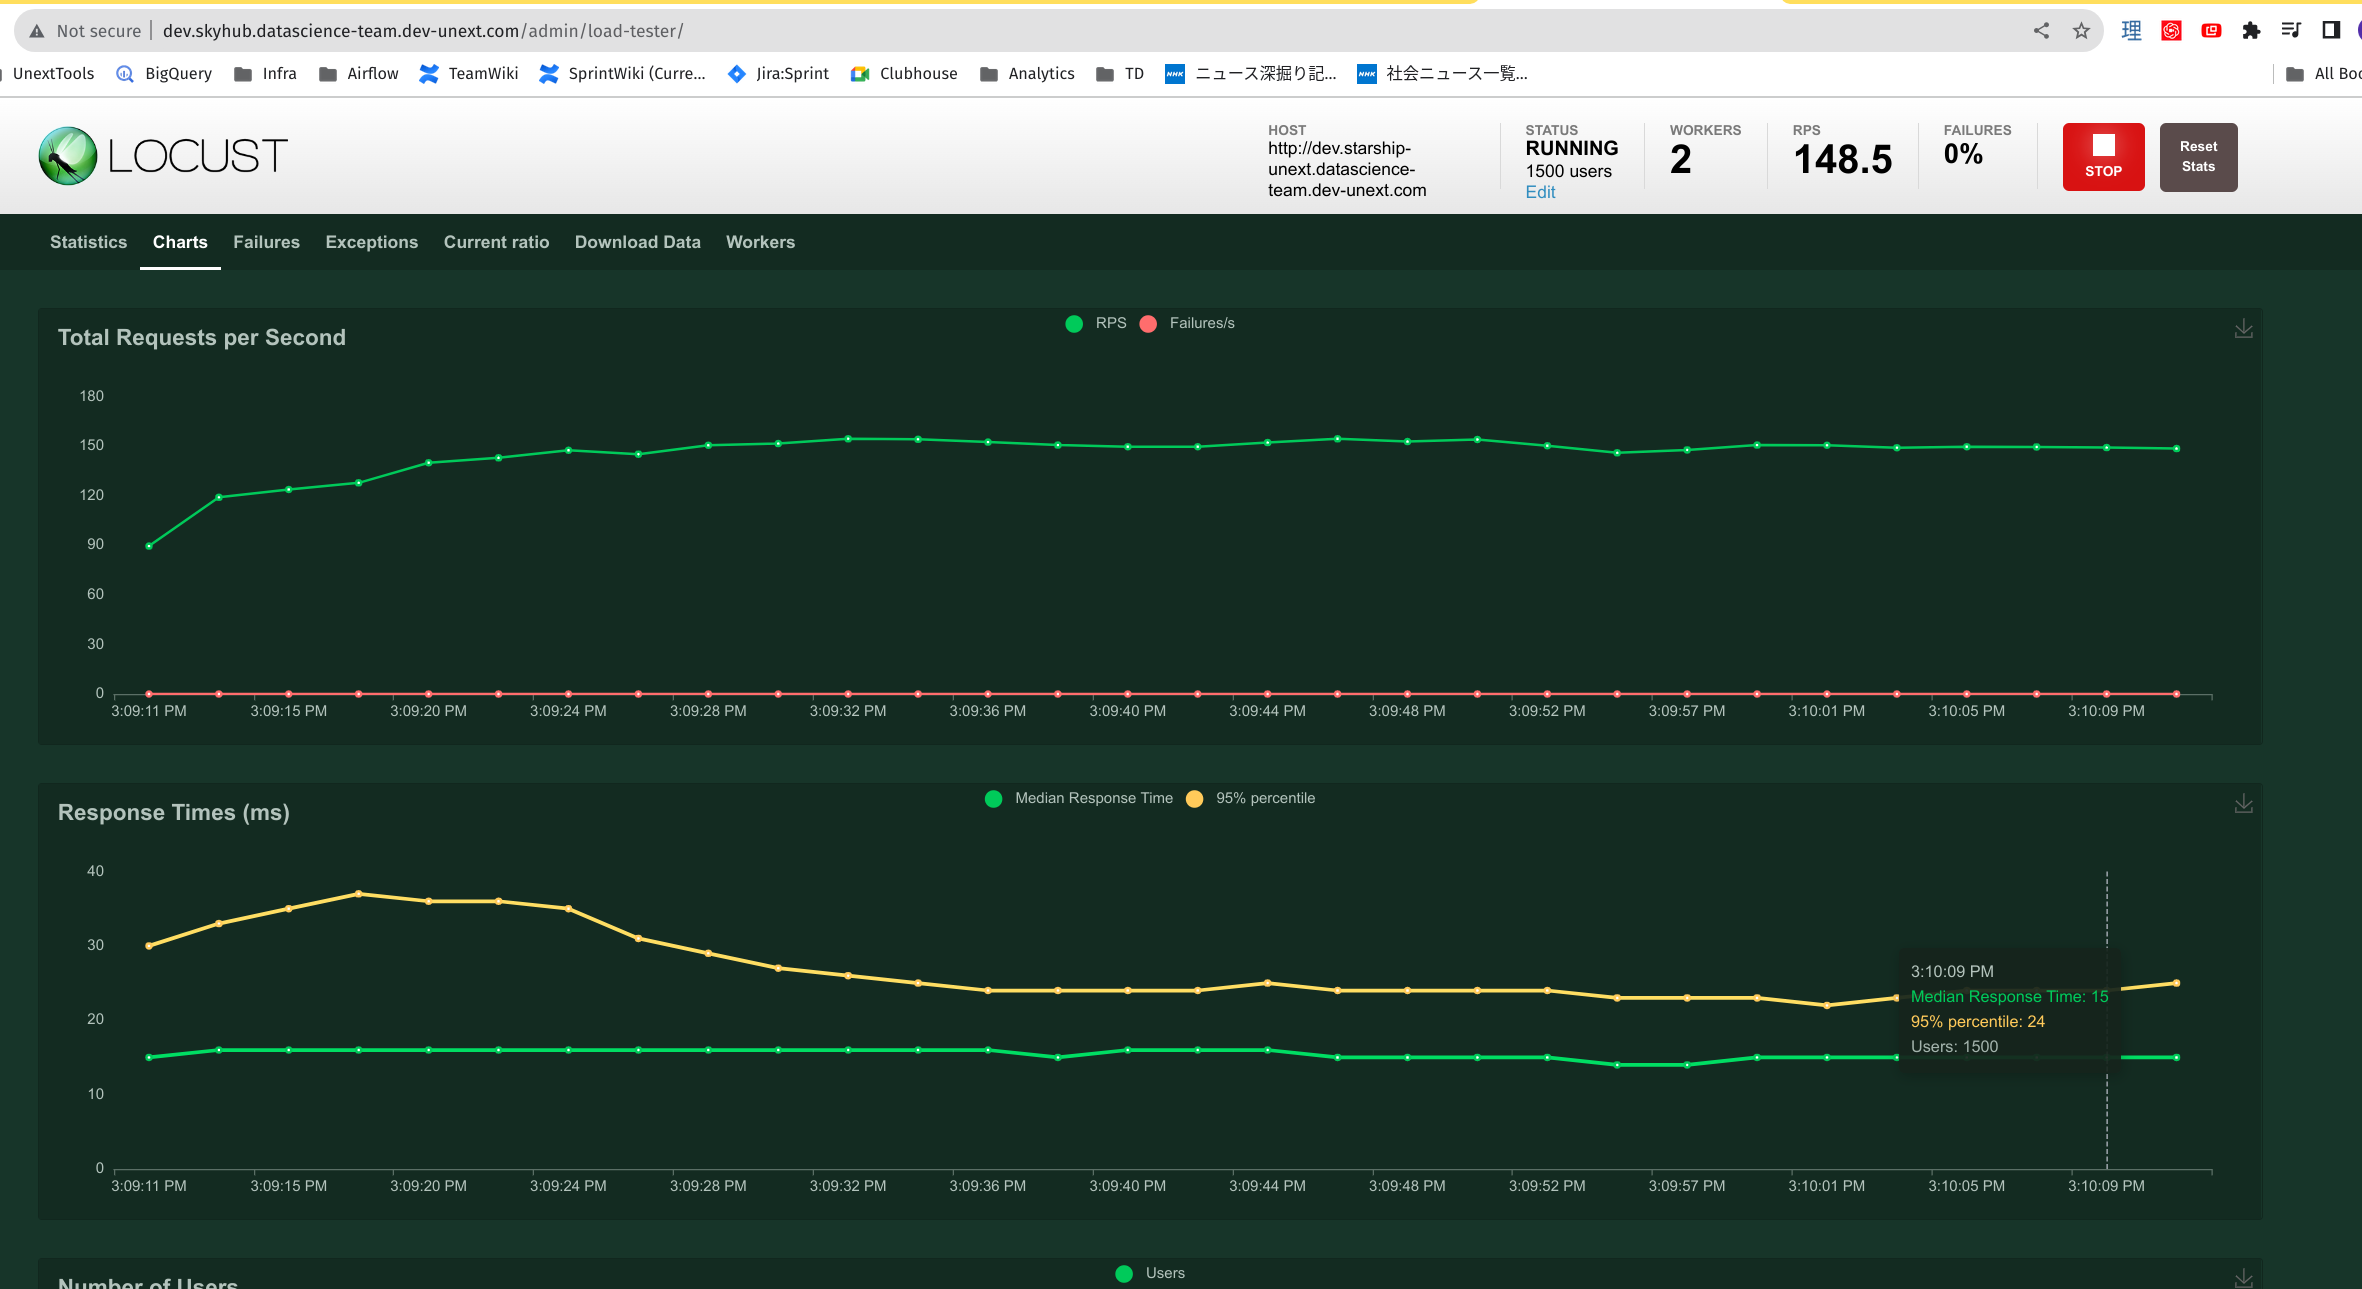 Not secure | dev.skyhub.datascience-team.dev-unext.com/admin/load-tester/
UnextTools BigQuery Infra Airflow TeamWiki SprintWiki (Curre... Jira:Sprint Clubhouse Analytics TD ニュース深掘り記... 社会ニュース一覧... All Boo
LOCUST
HOST
http://dev.starship-
unext.datascience-
team.dev-unext.com
STATUS
RUNNING
1500 users
Edit
WORKERS
2
RPS
148.5
FAILURES
0%
STOP
Reset
Stats
Statistics Charts Failures Exceptions Current ratio Download Data Workers
Total Requests per Second
RPS Failures/s
180
150
120
90
60
30
0
3:09:11 PM 3:09:15 PM 3:09:20 PM 3:09:24 PM 3:09:28 PM 3:09:32 PM 3:09:36 PM 3:09:40 PM 3:09:44 PM 3:09:48 PM 3:09:52 PM 3:09:57 PM 3:10:01 PM 3:10:05 PM 3:10:09 PM
Response Times (ms)
Median Response Time 95% percentile
40
30
20
10
0
3:10:09 PM
Median Response Time: 15
95% percentile: 24
Users: 1500
3:09:11 PM 3:09:15 PM 3:09:20 PM 3:09:24 PM 3:09:28 PM 3:09:32 PM 3:09:36 PM 3:09:40 PM 3:09:44 PM 3:09:48 PM 3:09:52 PM 3:09:57 PM 3:10:01 PM 3:10:05 PM 3:10:09 PM
Number of Users
Users